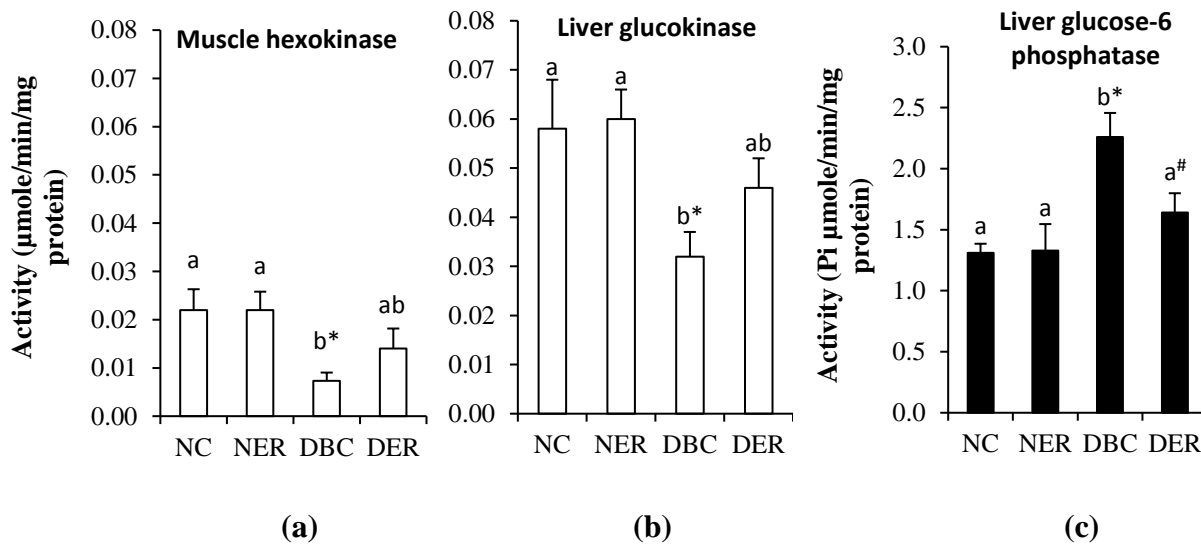 Muscle hexokinase
Activity (µmole/min/mg
protein)
0.08
0.07
0.06
0.05
0.04
0.03
0.02
0.01
0.00
a
a
b*
ab
NC NER DBC DER
(a)
Liver glucokinase
0.08
0.07
0.06
0.05
0.04
0.03
0.02
0.01
0.00
a
a
b*
ab
NC NER DBC DER
(b)
Liver glucose-6
phosphatase
Activity (Pi µmole/min/mg
protein)
3.0
2.5
2.0
1.5
1.0
0.5
0.0
a
a
b*
a#
NC NER DBC DER
(c)